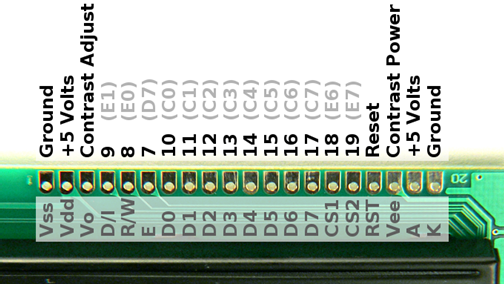 Ground
+5 Volts
Contrast Adjust
9 (E1)
8 (E0)
7 (D7)
10 (C0)
11 (C1)
12 (C2)
13 (C3)
14 (C4)
15 (C5)
16 (C6)
17 (C7)
18 (E6)
19 (E7)
Reset
Contrast Power
+5 Volts
Ground
20
Vss
Vdd
Vo
D/I
R/W
E
D0
D1
D2
D3
D4
D5
D6
D7
CS1
CS2
RST
Vee
A
K